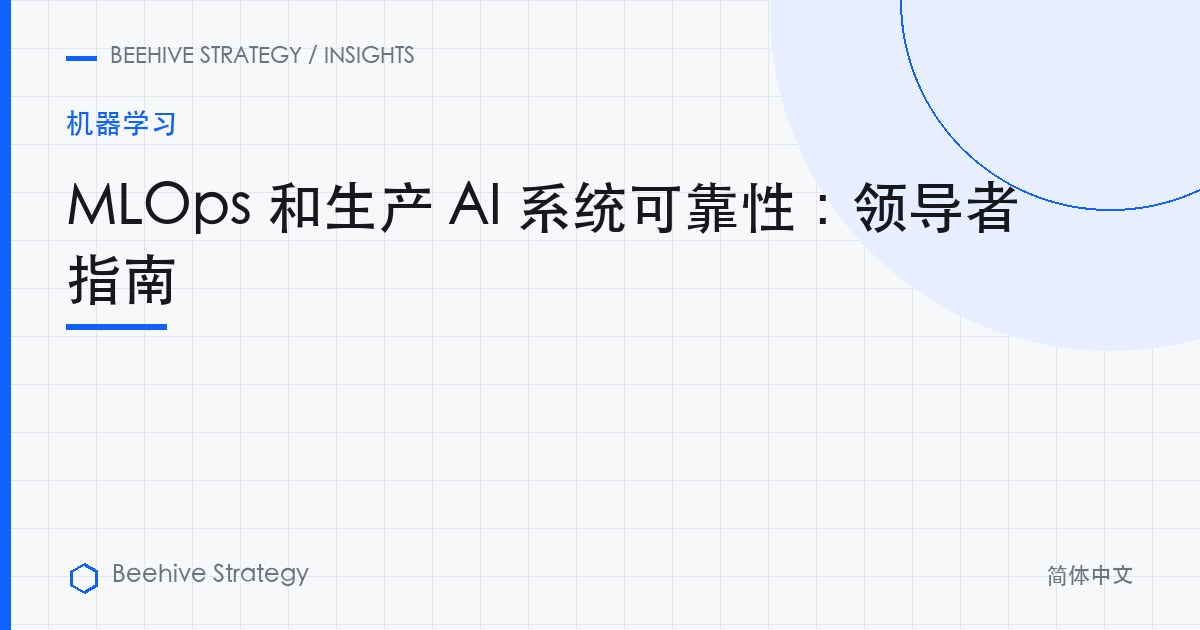 BEEHIVE STRATEGY / INSIGHTS
机器学习
MLOps 和生产 AI 系统可靠性：领导者
指南
Beehive Strategy
简体中文